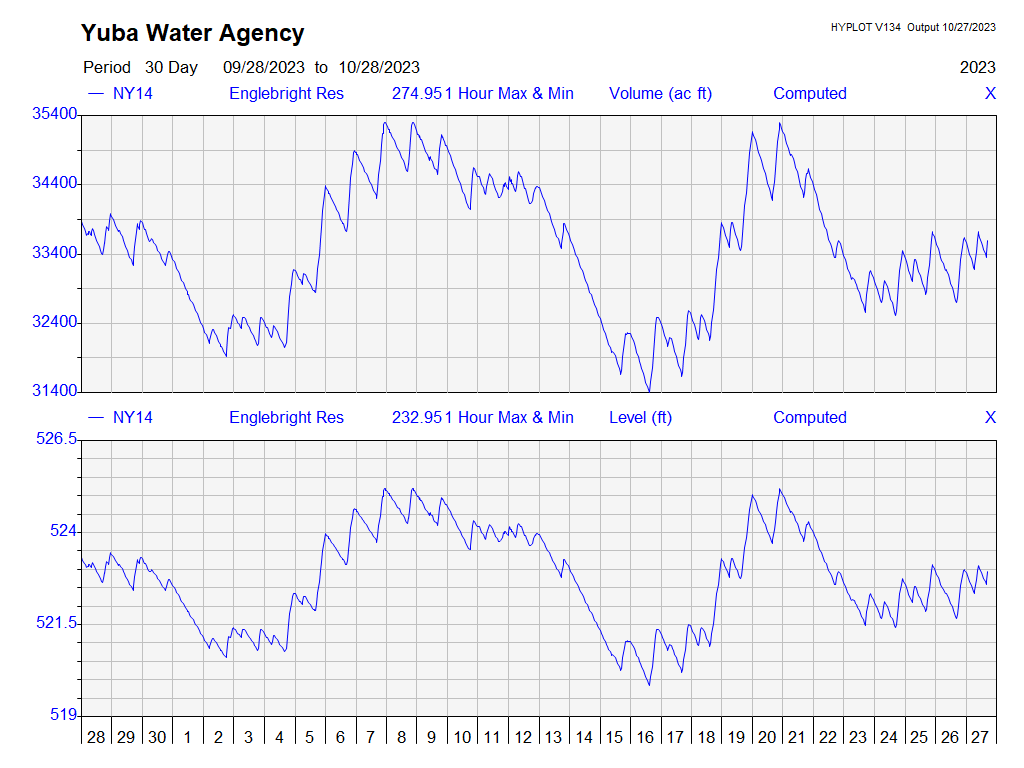 Yuba Water Agency
HYPLOT V134 Output 10/27/2023
Period 30 Day 09/28/2023 to 10/28/2023 2023
NY14 Englebright Res 274.951 Hour Max & Min Volume (ac ft) Computed X
35400
34400
33400
32400
31400
NY14 Englebright Res 232.951 Hour Max & Min Level (ft) Computed X
526.5
524
521.5
519
28 29 30 1 2 3 4 5 6 7 8 9 10 11 12 13 14 15 16 17 18 19 20 21 22 23 24 25 26 27